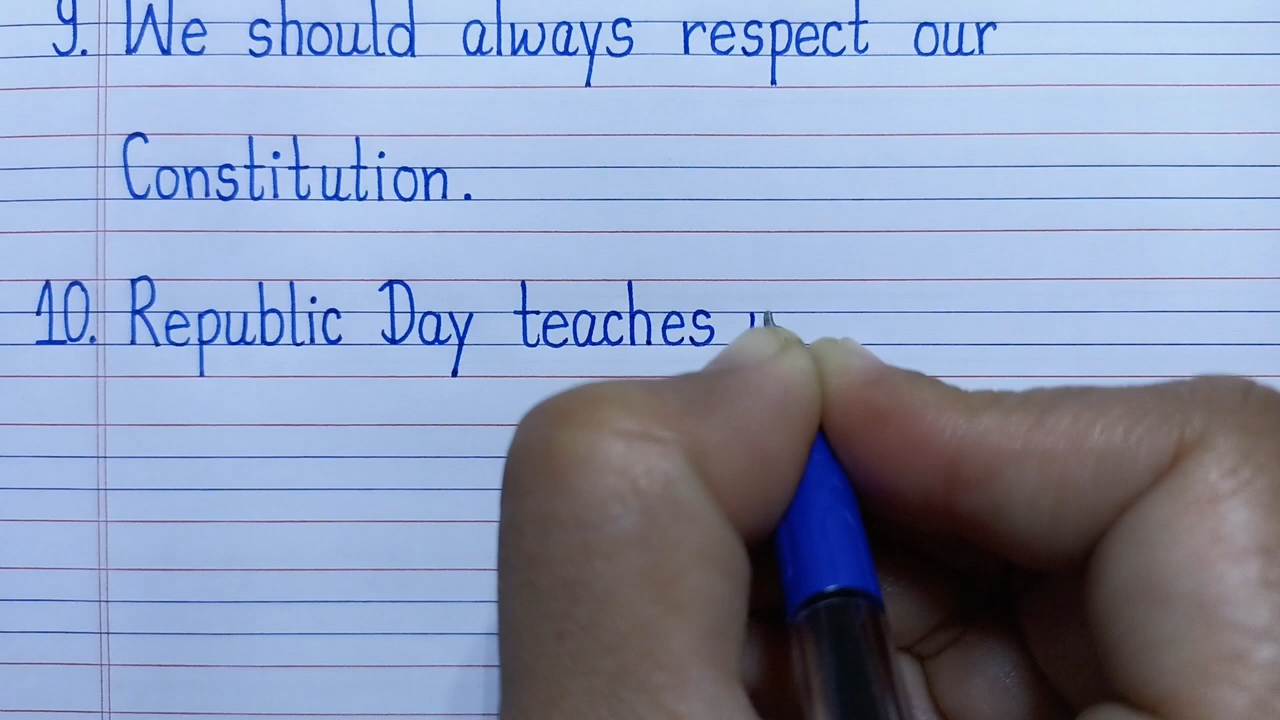 9. We should always respect our
Constitution.
10. Republic Day teaches